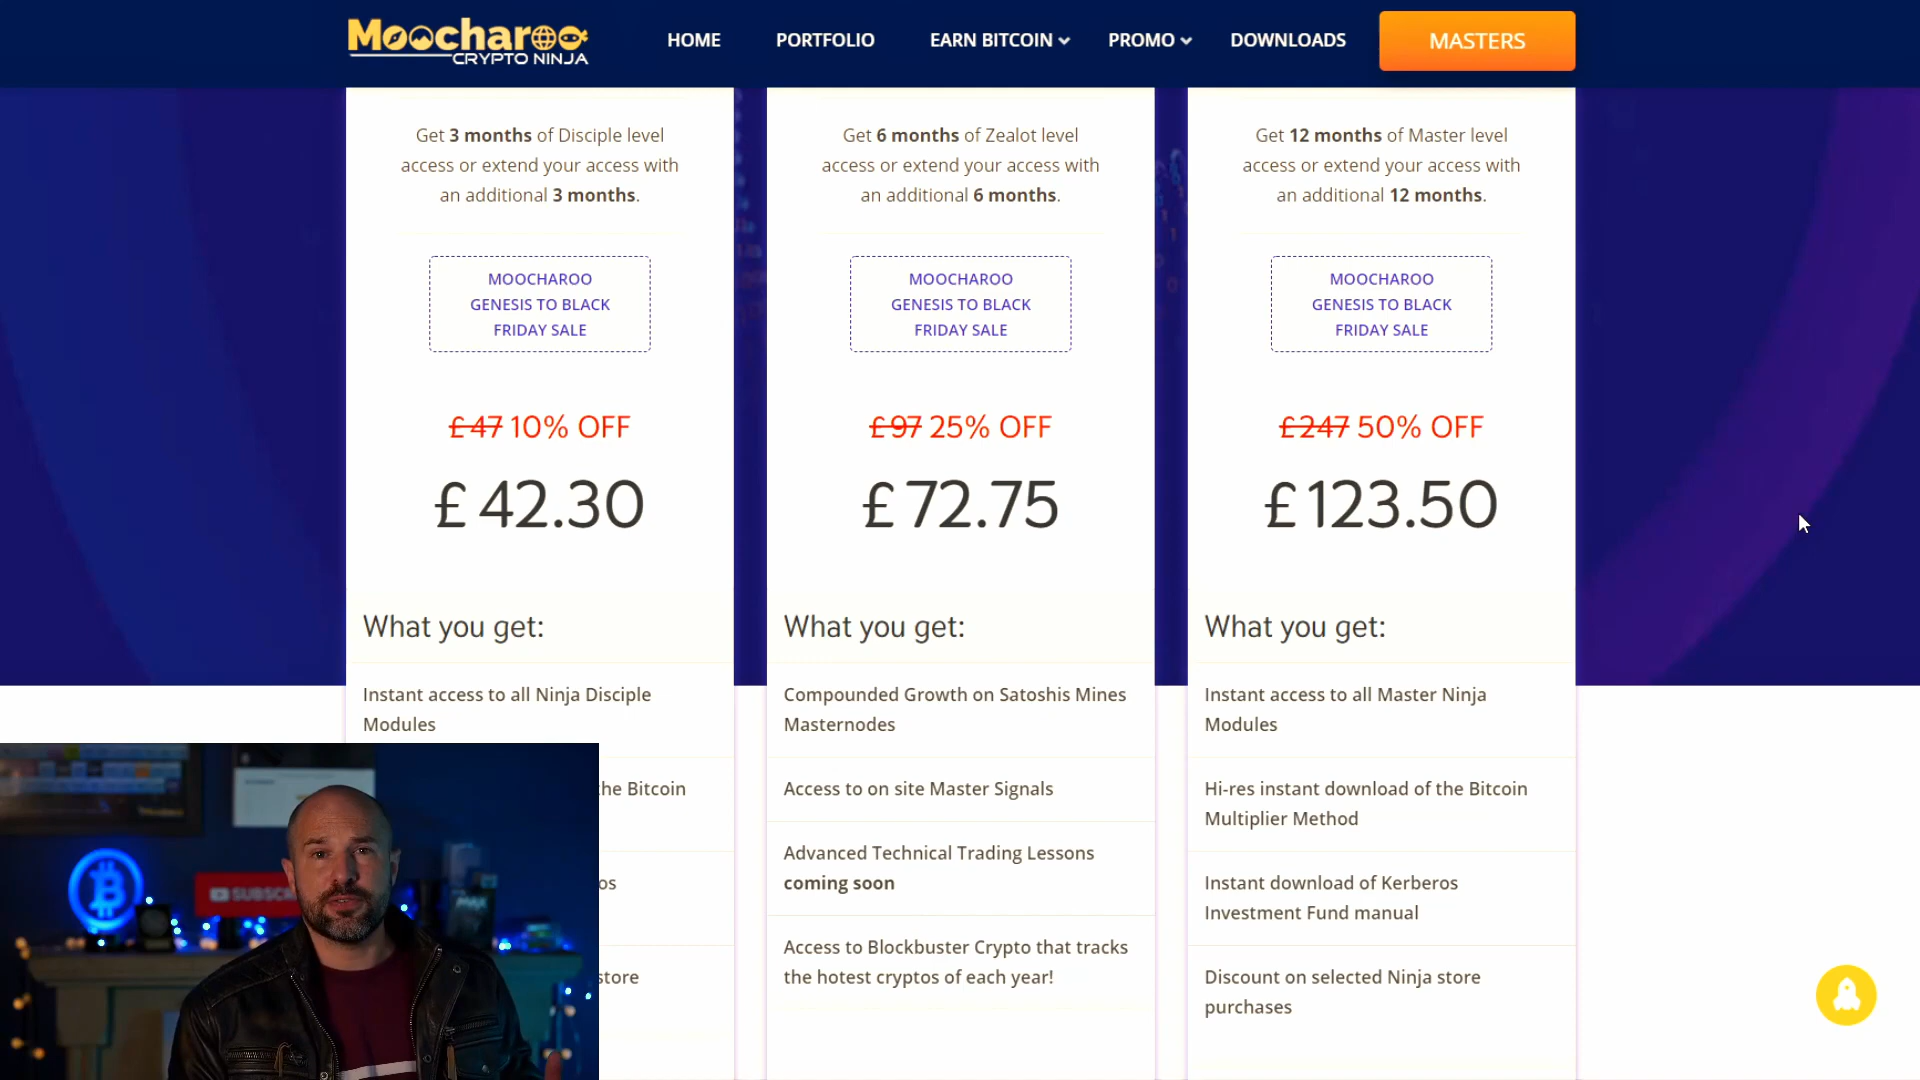 Moocharoo
CRYPTO NINJA
HOME
PORTFOLIO
EARN BITCOIN
PROMO
DOWNLOADS
MASTERS
Get 3 months of Disciple level
access or extend your access with
an additional 3 months.
MOOCHAROO
GENESIS TO BLACK
FRIDAY SALE
£47 10% OFF
£42.30
What you get:
Instant access to all Ninja Disciple
Modules
the Bitcoin
os
store
Get 6 months of Zealot level
access or extend your access with
an additional 6 months.
MOOCHAROO
GENESIS TO BLACK
FRIDAY SALE
£97 25% OFF
£72.75
What you get:
Compounded Growth on Satoshis Mines
Masternodes
Access to on site Master Signals
Advanced Technical Trading Lessons
coming soon
Access to Blockbuster Crypto that tracks
the hotest cryptos of each year!
Get 12 months of Master level
access or extend your access with
an additional 12 months.
MOOCHAROO
GENESIS TO BLACK
FRIDAY SALE
£247 50% OFF
£123.50
What you get:
Instant access to all Master Ninja
Modules
Hi-res instant download of the Bitcoin
Multiplier Method
Instant download of Kerberos
Investment Fund manual
Discount on selected Ninja store
purchases
SUBSC